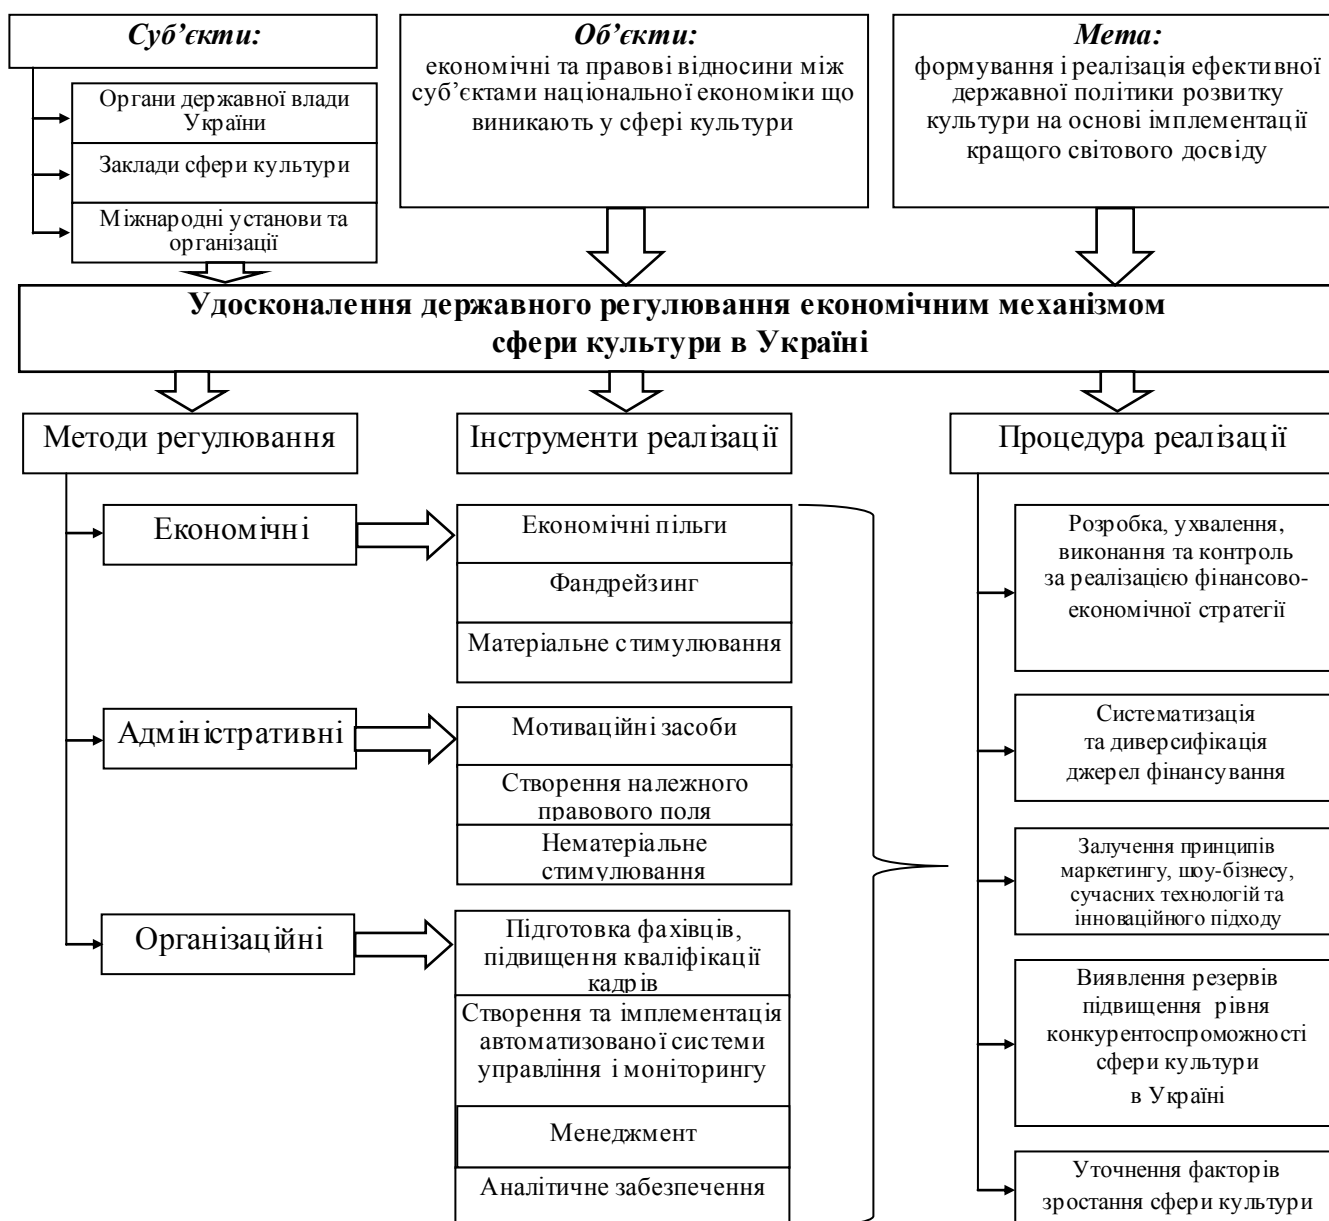 Суб’єкти:
Органи державної влади
України
Заклади сфери культури
Міжнародні установи та
організації
Об’єкти:
економічні та правові відносини між
суб’єктами національної економіки що
виникають у сфері культури
Мета:
формування і реалізація ефективної
державної політики розвитку
культури на основі імплементації
кращого світового досвіду
Удосконалення державного регулювання економічним механізмом
сфери культури в Україні
Методи регулювання
Економічні
Адміністративні
Організаційні
Інструменти реалізації
Економічні пільги
Фандрейзинг
Матеріальне стимулювання
Мотиваційні засоби
Створення належного
правового поля
Нематеріальне
стимулювання
Підготовка фахівців,
підвищення кваліфікації
кадрів
Створення та імплементація
автоматизованої системи
управління і моніторингу
Менеджмент
Аналітичне забезпечення
Процедура реалізації
Розробка, ухвалення,
виконання та контроль
за реалізацією фінансово-
економічної стратегії
Систематизація
та диверсифікація
джерел фінансування
Залучення принципів
маркетингу, шоу-бізнесу,
сучасних технологій та
інноваційного підходу
Виявлення резервів
підвищення рівня
конкурентоспроможності
сфери культури
в Україні
Уточнення факторів
зростання сфери культури